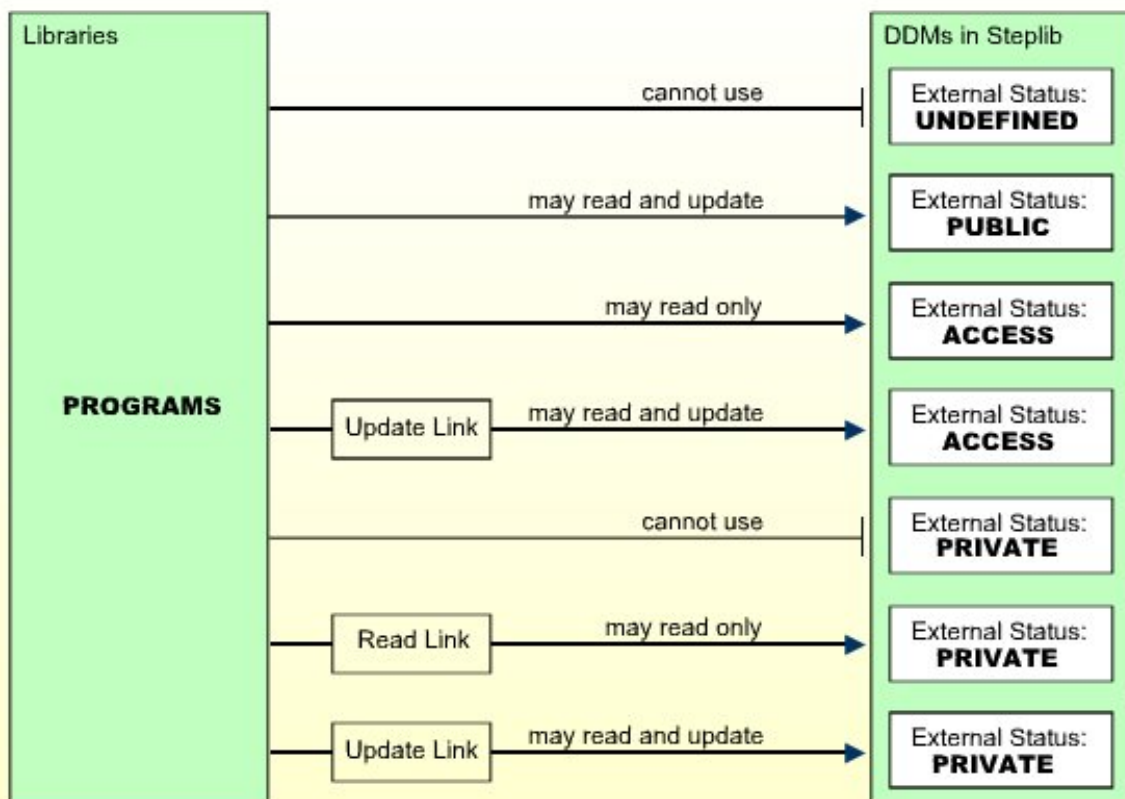 Libraries
DDMs in Steplib
cannot use
External Status:
UNDEFINED
may read and update
External Status:
PUBLIC
may read only
External Status:
ACCESS
PROGRAMS
Update Link
may read and update
External Status:
ACCESS
cannot use
External Status:
PRIVATE
Read Link
may read only
External Status:
PRIVATE
Update Link
may read and update
External Status:
PRIVATE